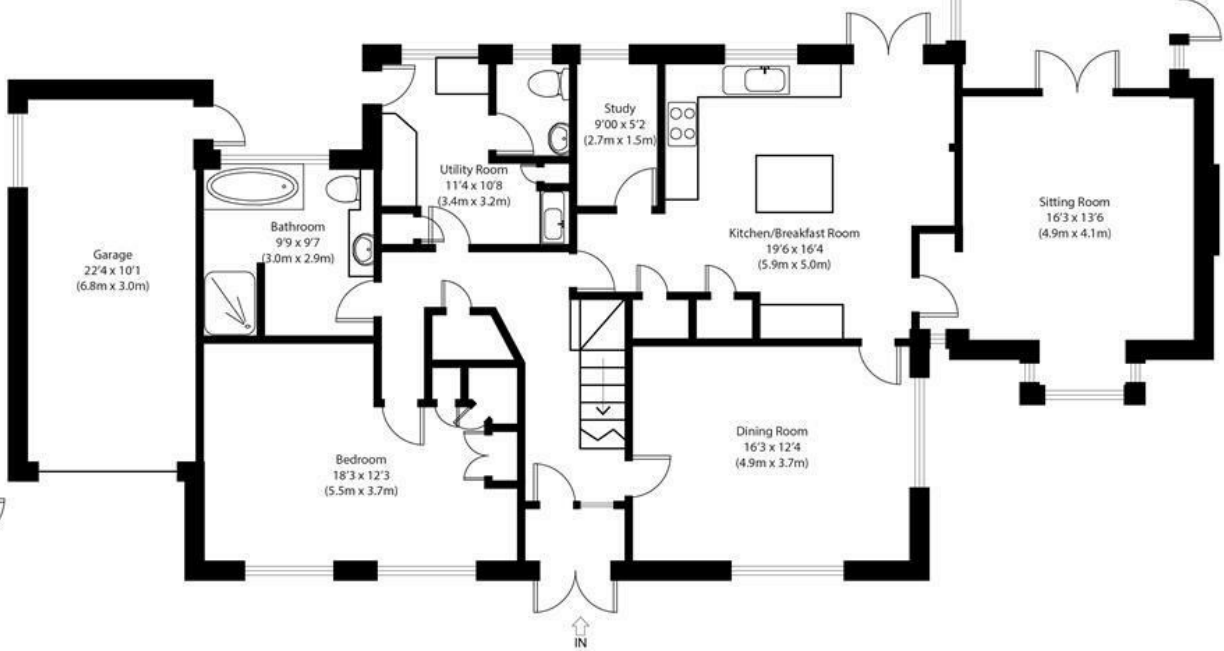 Study
9'00 x 5'2
(2.7m x 1.5m)
Utility Room
11'4 x 10'8
(3.4m x 3.2m)
Sitting Room
16'3 x 13'6
(4.9m x 4.1m)
Bathroom
9'9 x 9'7
(3.0m x 2.9m)
Kitchen/Breakfast Room
19'6 x 16'4
(5.9m x 5.0m)
Garage
22'4 x 10'1
(6.8m x 3.0m)
Dining Room
16'3 x 12'4
(4.9m x 3.7m)
Bedroom
18'3 x 12'3
(5.5m x 3.7m)
IN